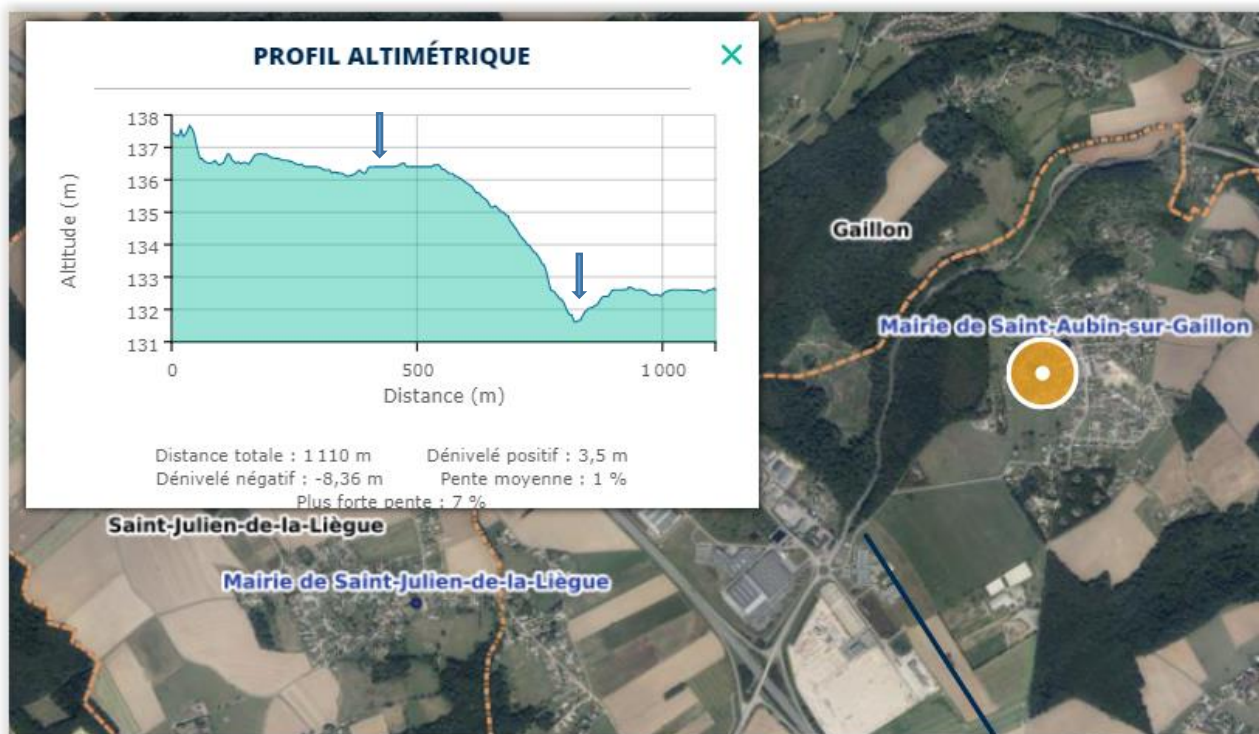 PROFIL ALTIMÉTRIQUE
138
137
136
135
134
133
132
131
Altitude (m)
0 500 1 000
Distance (m)
Distance totale : 1 110 m Dénivelé positif : 3,5 m
Dénivelé négatif : -8,36 m Pente moyenne : 1 %
Plus forte pente : 7 %
Gaillon
Mairie de Saint-Aubin-sur-Gaillon
Saint-Julien-de-la-Liègue
Mairie de Saint-Julien-de-la-Liègue